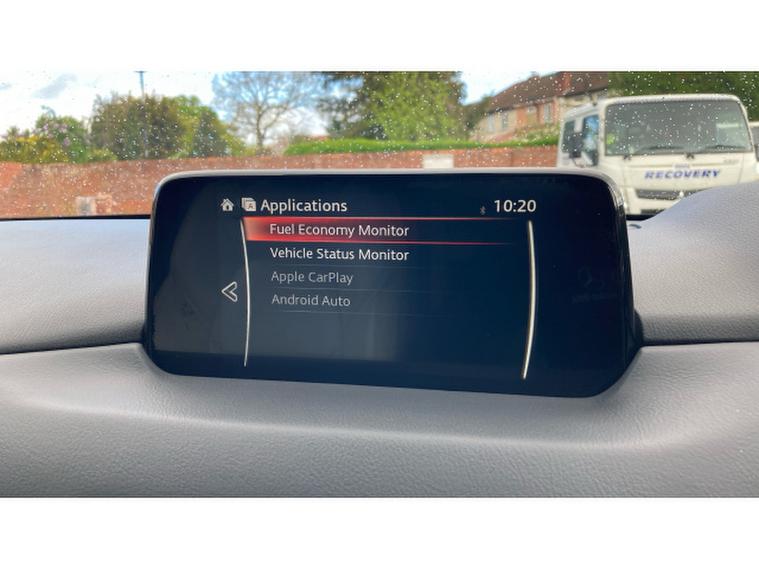 Applications
10:20
Fuel Economy Monitor
Vehicle Status Monitor
Apple CarPlay
Android Auto
RECOVERY